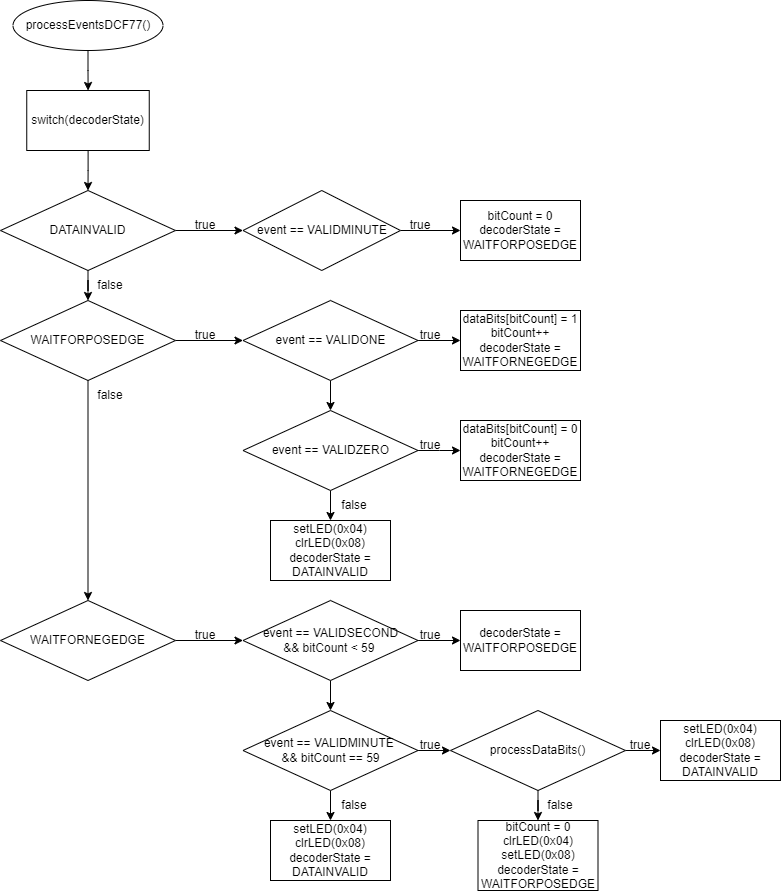 processEventsDCF77()
switch(decoderState)
DATAINVALID
true
event == VALIDMINUTE
true
bitCount = 0
decoderState =
WAITFORPOSEDGE
false
WAITFORPOSEDGE
true
event == VALIDONE
true
dataBits[bitCount] = 1
bitCount++
decoderState =
WAITFORNEGEDGE
false
event == VALIDZERO
true
dataBits[bitCount] = 0
bitCount++
decoderState =
WAITFORNEGEDGE
false
setLED(0x04)
clrLED(0x08)
decoderState =
DATAINVALID
WAITFORNEGEDGE
true
event == VALIDSECOND
&& bitCount < 59
true
decoderState =
WAITFORPOSEDGE
event == VALIDMINUTE
&& bitCount == 59
true
processDataBits()
true
setLED(0x04)
clrLED(0x08)
decoderState =
DATAINVALID
false
setLED(0x04)
clrLED(0x08)
decoderState =
DATAINVALID
false
bitCount = 0
clrLED(0x04)
setLED(0x08)
decoderState =
WAITFORPOSEDGE